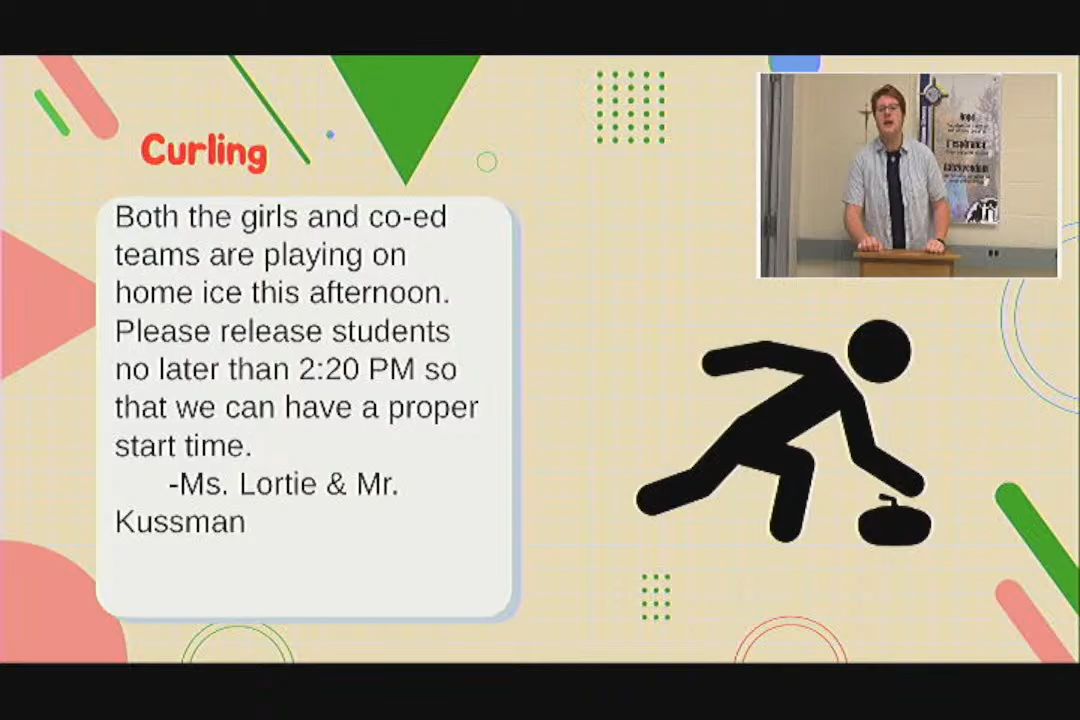 Curling
Both the girls and co-ed
teams are playing on
home ice this afternoon.
Please release students
no later than 2:20 PM so
that we can have a proper
start time.
-Ms. Lortie & Mr.
Kussman